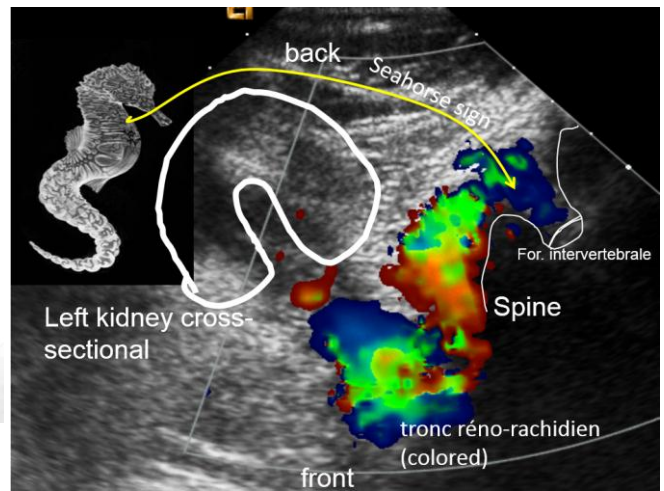 back
Seahorse sign
For. intervertebrale
Spine
Left kidney cross-
sectional
tronc réno-rachidien
(colored)
front